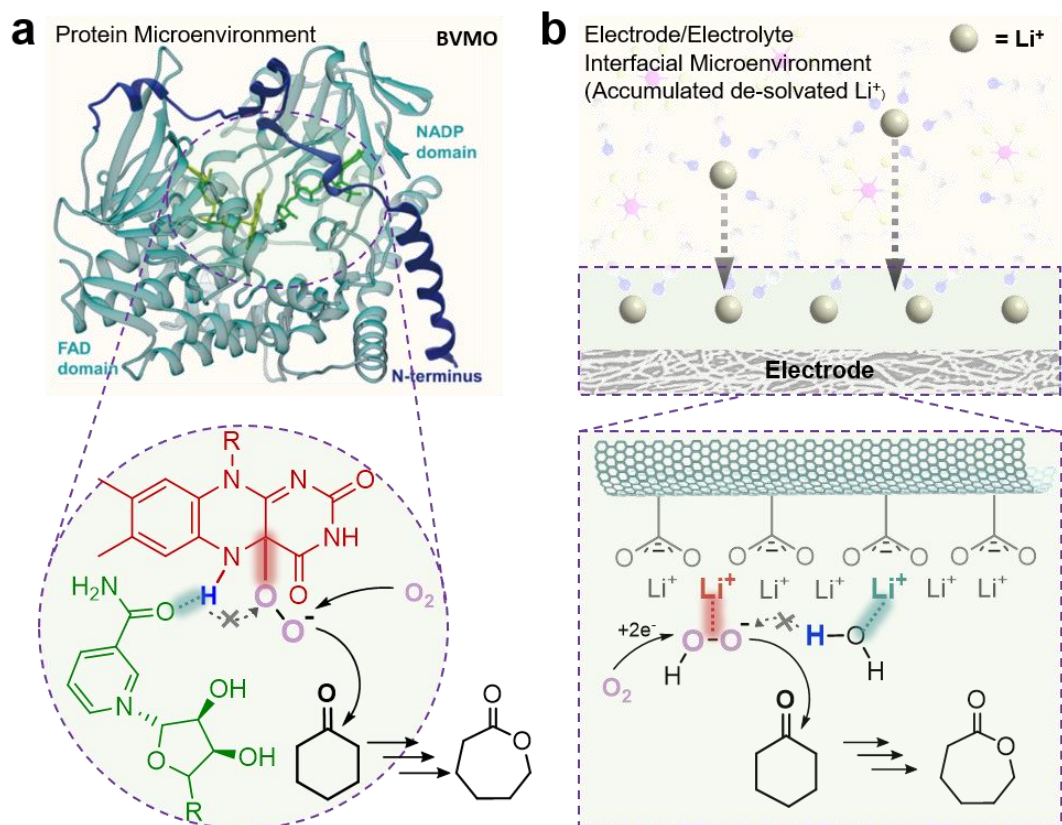 a
Protein Microenvironment
BVMO
NADP
domain
FAD
domain
N-terminus
R
N
N
O
N
NH
O
H
O
O
-
O₂
H₂N
O
N
O
OH
OH
R
O
O
O
b
Electrode/Electrolyte
Interfacial Microenvironment
(Accumulated de-solvated Li⁺)
= Li⁺
Electrode
O O O O O O O O
Li⁺ Li⁺ Li⁺ Li⁺ Li⁺ Li⁺ Li⁺
+2e⁻
O O - H O
H H
O₂
O
O
O